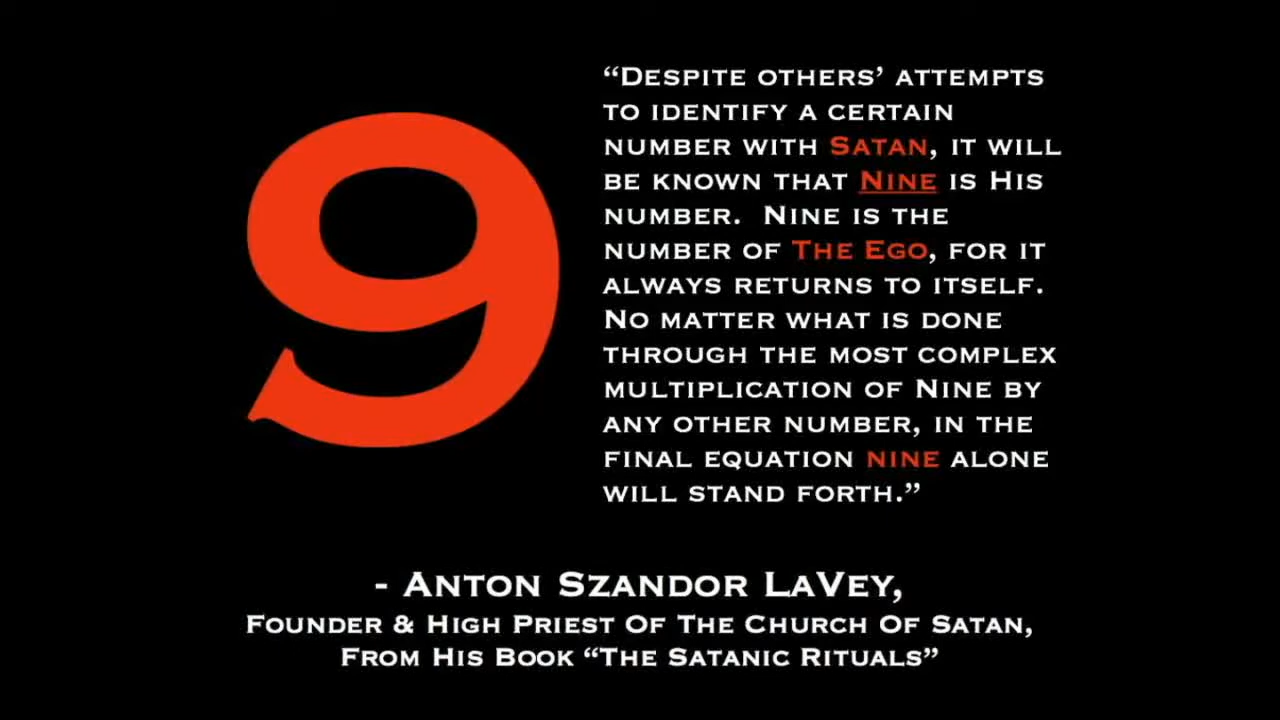 9
“Despite others’ attempts
to identify a certain
number with Satan, it will
be known that Nine is His
number.  Nine is the
number of The Ego, for it
always returns to itself.
No matter what is done
through the most complex
multiplication of Nine by
any other number, in the
final equation nine alone
will stand forth.”
- Anton Szandor LaVey,
Founder & High Priest Of The Church Of Satan,
From His Book “The Satanic Rituals”